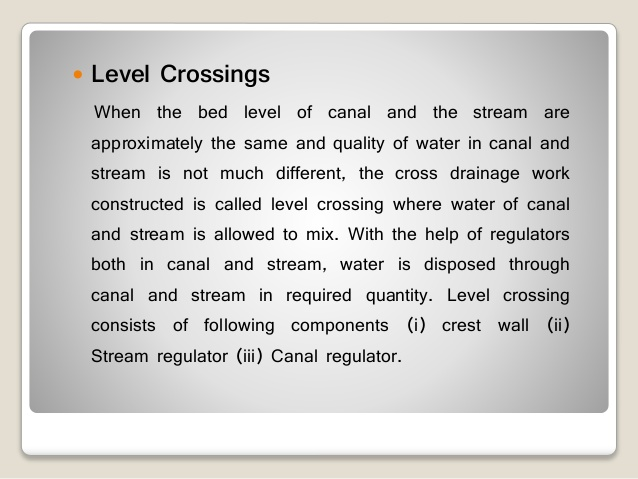 Level Crossings
When the bed level of canal and the stream are
approximately the same and quality of water in canal and
stream is not much different, the cross drainage work
constructed is called level crossing where water of canal
and stream is allowed to mix. With the help of regulators
both in canal and stream, water is disposed through
canal and stream in required quantity. Level crossing
consists of following components (i) crest wall (ii)
Stream regulator (iii) Canal regulator.